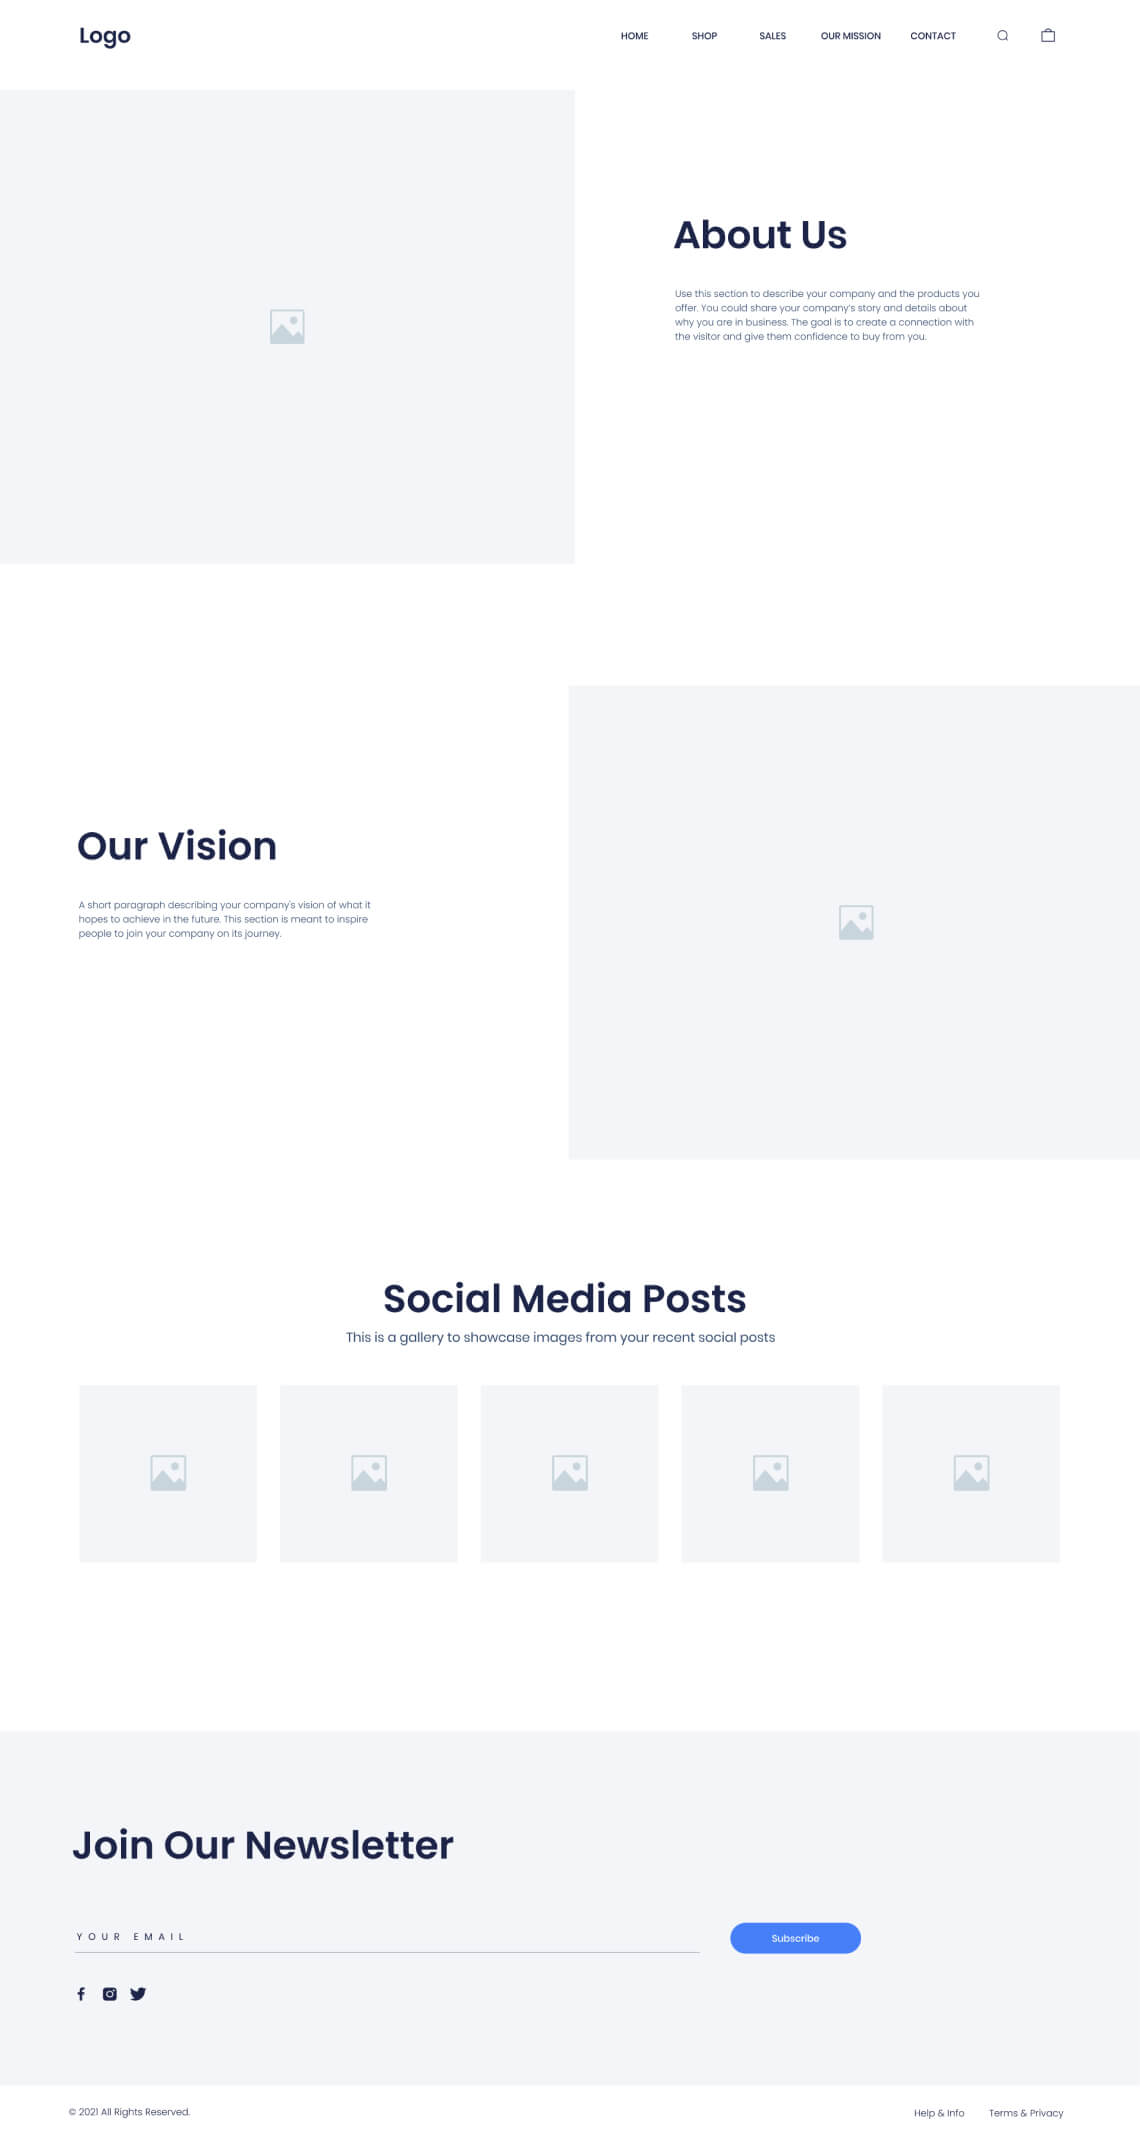 Logo
HOME SHOP SALES OUR MISSION CONTACT
About Us
Use this section to describe your company and the products you
offer. You could share your company's story and details about
why you are in business. The goal is to create a connection with
the visitor and give them confidence to buy from you.
Our Vision
A short paragraph describing your company's vision of what it
hopes to achieve in the future. This section is meant to inspire
people to join your company on its journey.
Social Media Posts
This is a gallery to showcase images from your recent social posts
Join Our Newsletter
YOUR EMAIL
Subscribe
© 2021 All Rights Reserved.
Help & Info Terms & Privacy